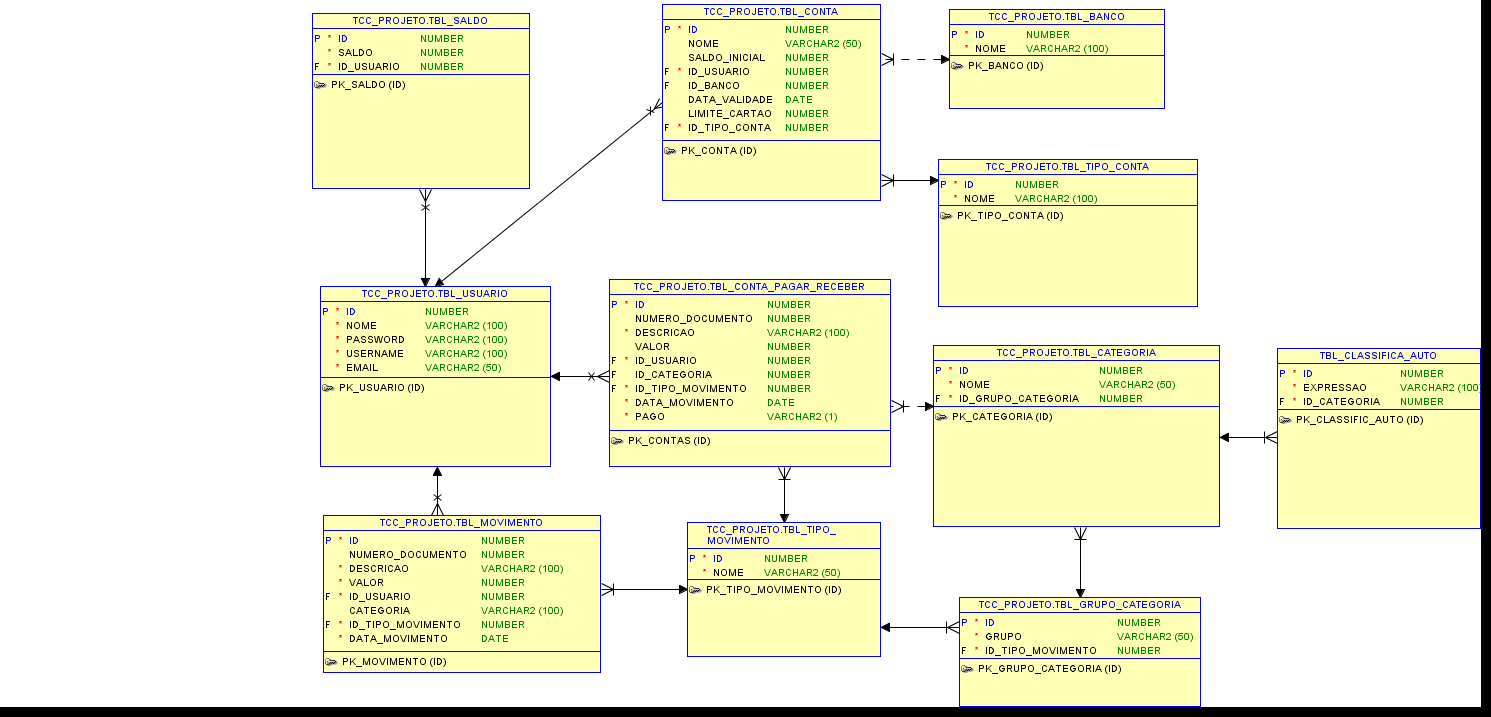 TCC_PROJETO.TBL_SALDO
P * ID NUMBER
* SALDO NUMBER
F * ID_USUARIO NUMBER
PK_SALDO (ID)
TCC_PROJETO.TBL_CONTA
P * ID NUMBER
NOME VARCHAR2 (50)
SALDO_INICIAL NUMBER
F * ID_USUARIO NUMBER
F ID_BANCO NUMBER
DATA_VALIDADE DATE
LIMITE_CARTAO NUMBER
F * ID_TIPO_CONTA NUMBER
PK_CONTA (ID)
TCC_PROJETO.TBL_BANCO
P * ID NUMBER
* NOME VARCHAR2 (100)
PK_BANCO (ID)
TCC_PROJETO.TBL_TIPO_CONTA
P * ID NUMBER
* NOME VARCHAR2 (100)
PK_TIPO_CONTA (ID)
TCC_PROJETO.TBL_USUARIO
P * ID NUMBER
* NOME VARCHAR2 (100)
* PASSWORD VARCHAR2 (100)
* USERNAME VARCHAR2 (100)
* EMAIL VARCHAR2 (50)
PK_USUARIO (ID)
TCC_PROJETO.TBL_CONTA_PAGAR_RECEBER
P * ID NUMBER
NUMERO_DOCUMENTO NUMBER
* DESCRICAO VARCHAR2 (100)
VALOR NUMBER
F * ID_USUARIO NUMBER
F ID_CATEGORIA NUMBER
F * ID_TIPO_MOVIMENTO NUMBER
* DATA_MOVIMENTO DATE
* PAGO VARCHAR2 (1)
PK_CONTAS (ID)
TCC_PROJETO.TBL_CATEGORIA
P * ID NUMBER
* NOME VARCHAR2 (50)
F * ID_GRUPO_CATEGORIA NUMBER
PK_CATEGORIA (ID)
TBL_CLASSIFICA_AUTO
P * ID NUMBER
* EXPRESSAO VARCHAR2 (100
F * ID_CATEGORIA NUMBER
PK_CLASSIFIC_AUTO (ID)
TCC_PROJETO.TBL_MOVIMENTO
P * ID NUMBER
NUMERO_DOCUMENTO NUMBER
* DESCRICAO VARCHAR2 (100)
* VALOR NUMBER
F * ID_USUARIO NUMBER
CATEGORIA VARCHAR2 (100)
F * ID_TIPO_MOVIMENTO NUMBER
* DATA_MOVIMENTO DATE
PK_MOVIMENTO (ID)
TCC_PROJETO.TBL_TIPO_
MOVIMENTO
P * ID NUMBER
* NOME VARCHAR2 (50)
PK_TIPO_MOVIMENTO (ID)
TCC_PROJETO.TBL_GRUPO_CATEGORIA
P * ID NUMBER
* GRUPO VARCHAR2 (50)
F * ID_TIPO_MOVIMENTO NUMBER
PK_GRUPO_CATEGORIA (ID)